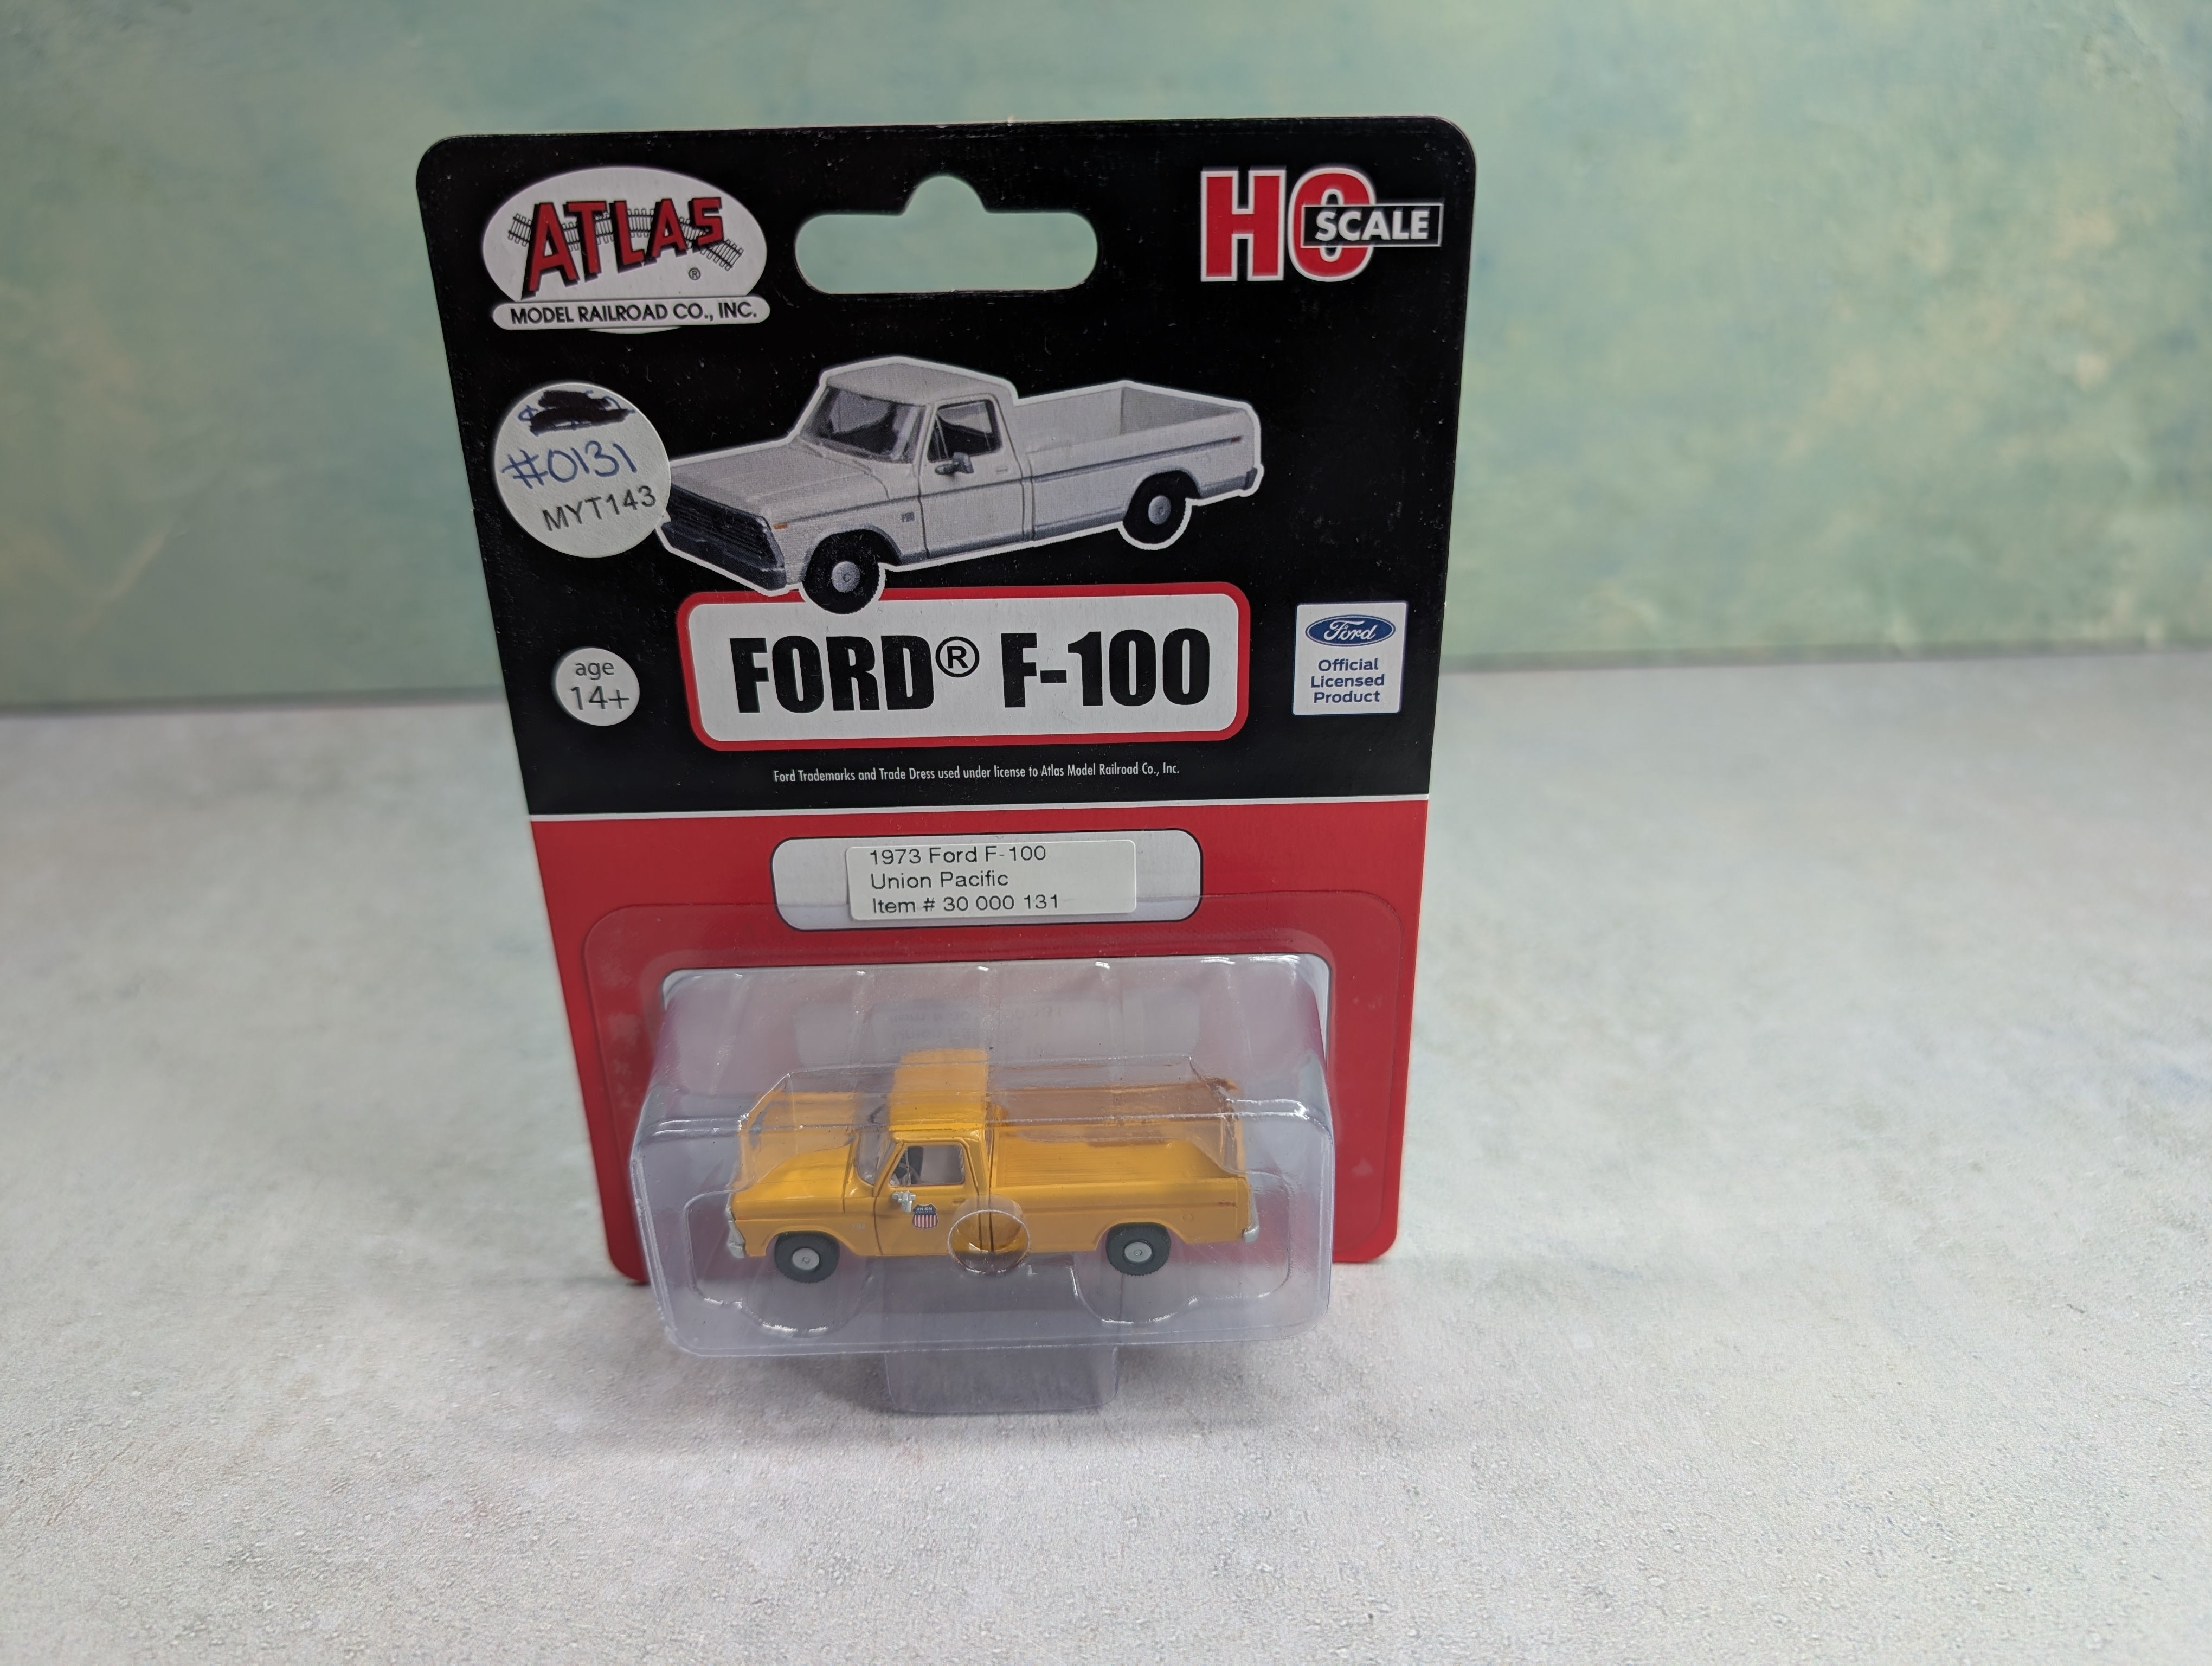 ATLAS®
MODEL RAILROAD CO., INC.
HO SCALE
#0131
MYT143
age
14+
FORD® F-100
Ford
Official
Licensed
Product
Ford Trademarks and Trade Dress used under license to Atlas Model Railroad Co., Inc.
1973 Ford F-100
Union Pacific
Item # 30 000 131
UNION